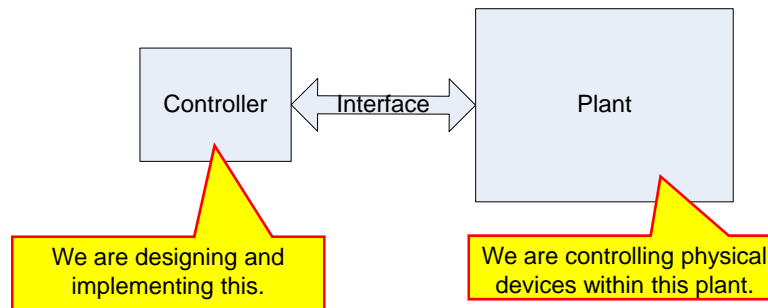 Controller
Interface
Plant
We are designing and
implementing this.
We are controlling physical
devices within this plant.